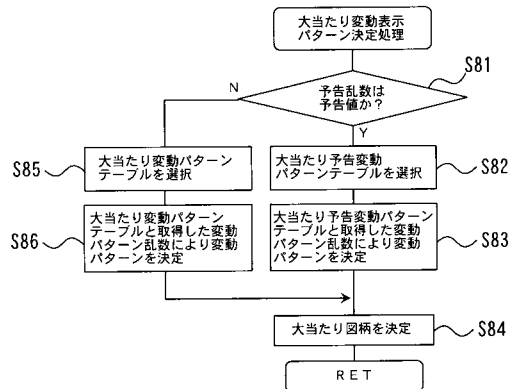 大当たり変動表示
パターン決定処理
S81
予告乱数は
予告値か？
N
Y
S85
大当たり変動パターン
テーブルを選択
大当たり予告変動
パターンテーブルを選択
S82
S86
大当たり変動パターン
テーブルと取得した変動
パターン乱数により変動
パターンを決定
大当たり予告変動パターン
テーブルと取得した変動
パターン乱数により変動
パターンを決定
S83
大当たり図柄を決定
S84
RET